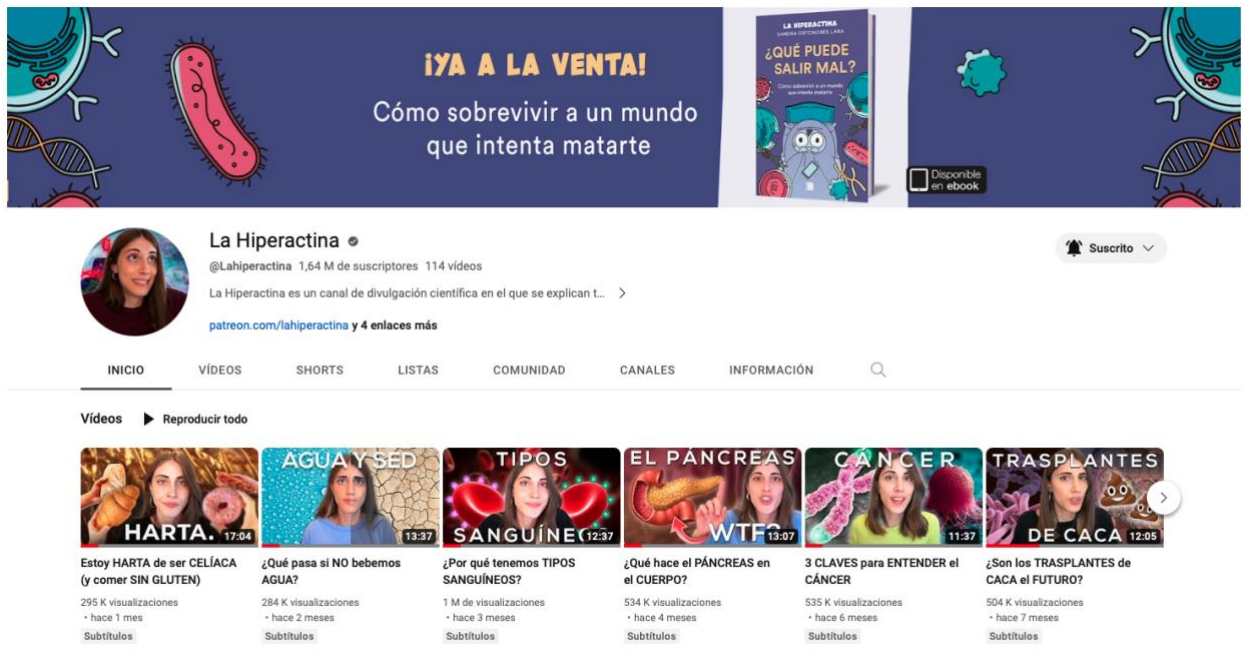 ¡YA A LA VENTA!
Cómo sobrevivir a un mundo
que intenta matarte
LA HIPERACTINA
¿QUÉ PUEDE
SALIR MAL?
Cómo sobrevivir a un mundo
que intenta matarte
Disponible
en ebook
La Hiperactina
@Lahiperactina 1,64 M de suscriptores 114 vídeos
La Hiperactina es un canal de divulgación científica en el que se explican t...
patreon.com/lahiperactina y 4 enlaces más
Suscrito
INICIO VÍDEOS SHORTS LISTAS COMUNIDAD CANALES INFORMACIÓN
Vídeos Reproducir todo
HARTA.
17:04
Estoy HARTA de ser CELÍACA
(y comer SIN GLUTEN)
295 K visualizaciones
• hace 1 mes
Subtítulos
AGUA Y SED
13:37
¿Qué pasa si NO bebemos
AGUA?
284 K visualizaciones
• hace 2 meses
Subtítulos
TIPOS
12:37
¿Por qué tenemos TIPOS
SANGUÍNEOS?
1 M de visualizaciones
• hace 3 meses
Subtítulos
EL PÁNCREAS
WTF?
13:07
¿Qué hace el PÁNCREAS en
el CUERPO?
534 K visualizaciones
• hace 4 meses
Subtítulos
CÁNCER
11:37
3 CLAVES para ENTENDER el
CÁNCER
535 K visualizaciones
• hace 6 meses
Subtítulos
TRASPLANTES
DE CACA
12:05
¿Son los TRASPLANTES de
CACA el FUTURO?
504 K visualizaciones
• hace 7 meses
Subtítulos